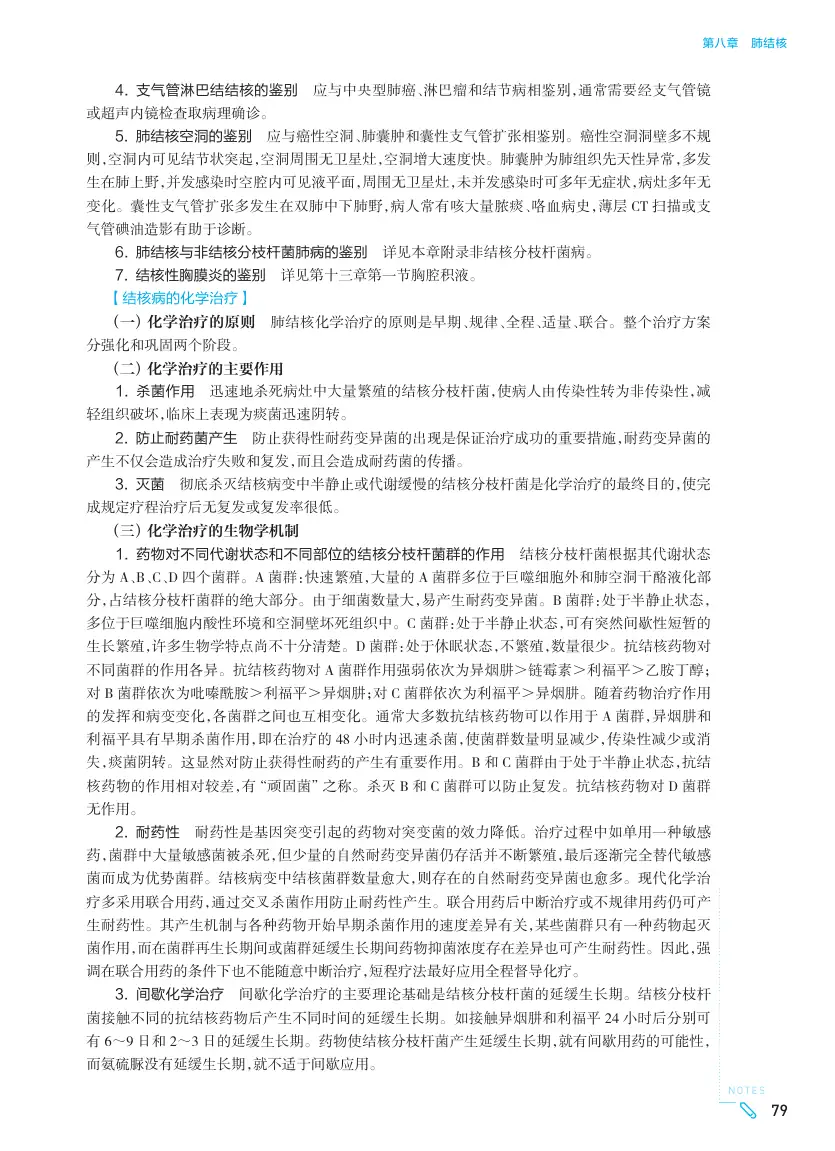 第八章 肺结核
4. 支气管淋巴结结核的鉴别 应与中央型肺癌、淋巴瘤和结节病相鉴别,通常需要经支气管镜
或超声内镜检查取病理确诊。
5. 肺结核空洞的鉴别 应与癌性空洞、肺囊肿和囊性支气管扩张相鉴别。癌性空洞洞壁多不规
则,空洞内可见结节状突起,空洞周围无卫星灶,空洞增大速度快。肺囊肿为肺组织先天性异常,多发
生在肺上野,并发感染时空腔内可见液平面,周围无卫星灶,未并发感染时可多年无症状,病灶多年无
变化。囊性支气管扩张多发生在双肺中下肺野,病人常有咳大量脓痰、咯血病史,薄层 CT 扫描或支
气管碘油造影有助于诊断。
6. 肺结核与非结核分枝杆菌肺病的鉴别 详见本章附录非结核分枝杆菌病。
7. 结核性胸膜炎的鉴别 详见第十三章第一节胸腔积液。
【结核病的化学治疗】
(一) 化学治疗的原则 肺结核化学治疗的原则是早期、规律、全程、适量、联合。整个治疗方案
分强化和巩固两个阶段。
(二) 化学治疗的主要作用
1. 杀菌作用 迅速地杀死病灶中大量繁殖的结核分枝杆菌,使病人由传染性转为非传染性,减
轻组织破坏,临床上表现为痰菌迅速阴转。
2. 防止耐药菌产生 防止获得性耐药变异菌的出现是保证治疗成功的重要措施,耐药变异菌的
产生不仅会造成治疗失败和复发,而且会造成耐药菌的传播。
3. 灭菌 彻底杀灭结核病变中半静止或代谢缓慢的结核分枝杆菌是化学治疗的最终目的,使完
成规定疗程治疗后无复发或复发率很低。
(三) 化学治疗的生物学机制
1. 药物对不同代谢状态和不同部位的结核分枝杆菌群的作用 结核分枝杆菌根据其代谢状态
分为 A、B、C、D 四个菌群。A 菌群:快速繁殖,大量的 A 菌群多位于巨噬细胞外和肺空洞干酪液化部
分,占结核分枝杆菌群的绝大部分。由于细菌数量大,易产生耐药变异菌。B 菌群:处于半静止状态,
多位于巨噬细胞内酸性环境和空洞壁坏死组织中。C 菌群:处于半静止状态,可有突然间歇性短暂的
生长繁殖,许多生物学特点尚不十分清楚。D 菌群:处于休眠状态,不繁殖,数量很少。抗结核药物对
不同菌群的作用各异。抗结核药物对 A 菌群作用强弱依次为异烟肼>链霉素>利福平>乙胺丁醇;
对 B 菌群依次为吡嗪酰胺>利福平>异烟肼;对 C 菌群依次为利福平>异烟肼。随着药物治疗作用
的发挥和病变变化,各菌群之间也互相变化。通常大多数抗结核药物可以作用于 A 菌群,异烟肼和
利福平具有早期杀菌作用,即在治疗的 48 小时内迅速杀菌,使菌群数量明显减少,传染性减少或消
失,痰菌阴转。这显然对防止获得性耐药的产生有重要作用。B 和 C 菌群由于处于半静止状态,抗结
核药物的作用相对较差,有“顽固菌”之称。杀灭 B 和 C 菌群可以防止复发。抗结核药物对 D 菌群
无作用。
2. 耐药性 耐药性是基因突变引起的药物对突变菌的效力降低。治疗过程中如单用一种敏感
药,菌群中大量敏感菌被杀死,但少量的自然耐药变异菌仍存活并不断繁殖,最后逐渐完全替代敏感
菌而成为优势菌群。结核病变中结核菌群数量愈大,则存在的自然耐药变异菌也愈多。现代化学治
疗多采用联合用药,通过交叉杀菌作用防止耐药性产生。联合用药后中断治疗或不规律用药仍可产
生耐药性。其产生机制与各种药物开始早期杀菌作用的速度差异有关,某些菌群只有一种药物起灭
菌作用,而在菌群再生长期间或菌群延缓生长期间药物抑菌浓度存在差异也可产生耐药性。因此,强
调在联合用药的条件下也不能随意中断治疗,短程疗法最好应用全程督导化疗。
3. 间歇化学治疗 间歇化学治疗的主要理论基础是结核分枝杆菌的延缓生长期。结核分枝杆
菌接触不同的抗结核药物后产生不同时间的延缓生长期。如接触异烟肼和利福平 24 小时后分别可
有 6~9 日和 2~3 日的延缓生长期。药物使结核分枝杆菌产生延缓生长期,就有间歇用药的可能性,
而氨硫脲没有延缓生长期,就不适于间歇应用。
NOTES
79